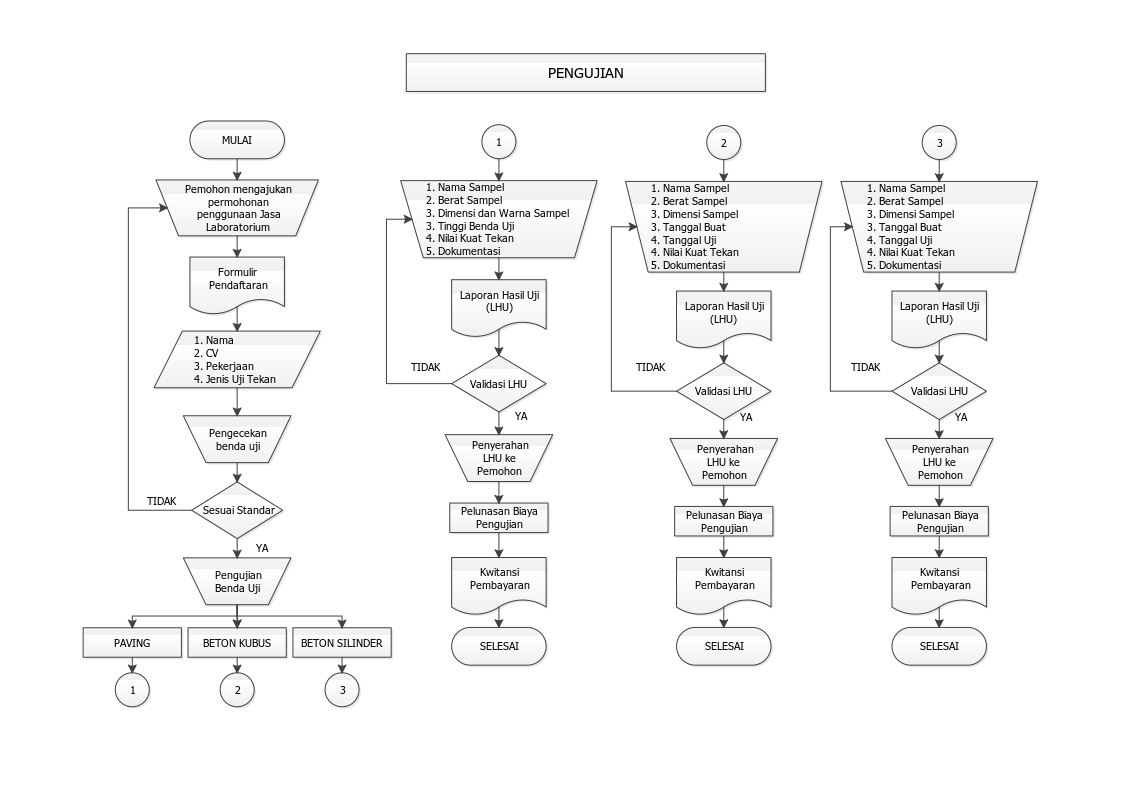 PENGUJIAN
MULAI
Pemohon mengajukan
permohonan
penggunaan Jasa
Laboratorium
Formulir
Pendaftaran
1. Nama
2. CV
3. Pekerjaan
4. Jenis Uji Tekan
Pengecekan
benda uji
Sesuai Standar
TIDAK
YA
Pengujian
Benda Uji
PAVING
BETON KUBUS
BETON SILINDER
1
2
3
1
1. Nama Sampel
2. Berat Sampel
3. Dimensi dan Warna Sampel
3. Tinggi Benda Uji
4. Nilai Kuat Tekan
5. Dokumentasi
Laporan Hasil Uji
(LHU)
TIDAK
Validasi LHU
YA
Penyerahan
LHU ke
Pemohon
Pelunasan Biaya
Pengujian
Kwitansi
Pembayaran
SELESAI
2
1. Nama Sampel
2. Berat Sampel
3. Dimensi Sampel
3. Tanggal Buat
4. Tanggal Uji
4. Nilai Kuat Tekan
5. Dokumentasi
Laporan Hasil Uji
(LHU)
TIDAK
Validasi LHU
YA
Penyerahan
LHU ke
Pemohon
Pelunasan Biaya
Pengujian
Kwitansi
Pembayaran
SELESAI
3
1. Nama Sampel
2. Berat Sampel
3. Dimensi Sampel
3. Tanggal Buat
4. Tanggal Uji
4. Nilai Kuat Tekan
5. Dokumentasi
Laporan Hasil Uji
(LHU)
TIDAK
Validasi LHU
YA
Penyerahan
LHU ke
Pemohon
Pelunasan Biaya
Pengujian
Kwitansi
Pembayaran
SELESAI